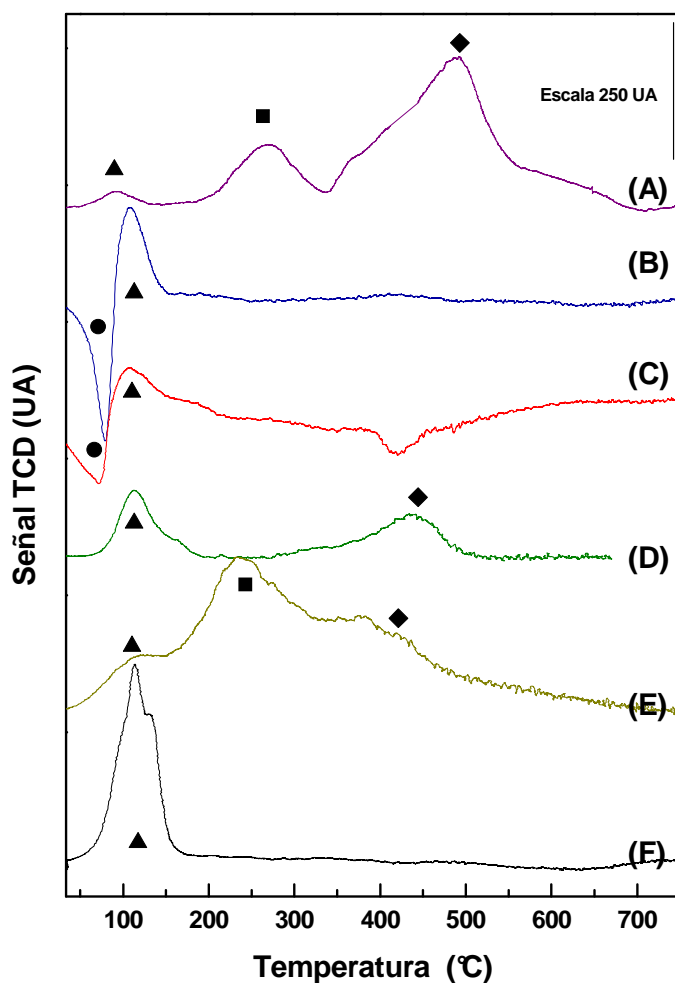 Escala 250 UA
(A)
(B)
(C)
(D)
(E)
(F)
Señal TCD (UA)
100 200 300 400 500 600 700
Temperatura (°C)